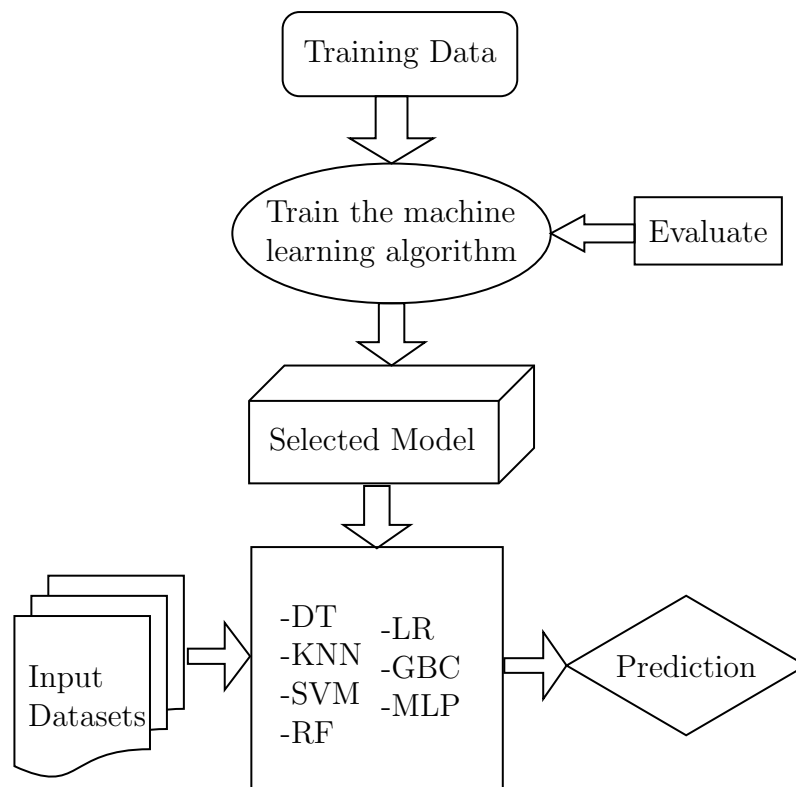 Training Data
Train the machine
learning algorithm
Evaluate
Selected Model
Input
Datasets
-DT
-KNN
-SVM
-RF
-LR
-GBC
-MLP
Prediction